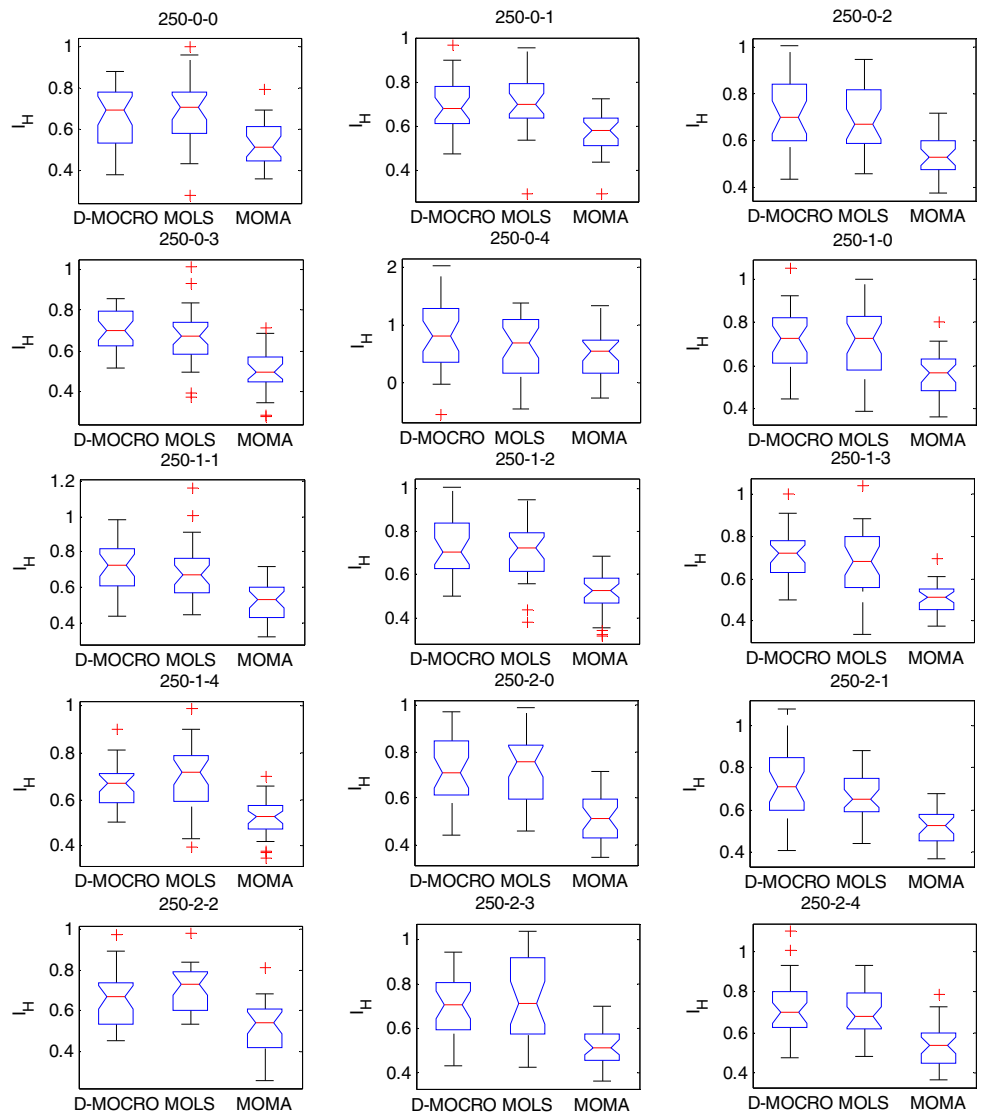 250-0-0
1
0.8
0.6
0.4
I_H
D-MOCRO MOLS MOMA
250-0-1
1
0.8
0.6
0.4
I_H
D-MOCRO MOLS MOMA
250-0-2
1
0.8
0.6
0.4
I_H
D-MOCRO MOLS MOMA
250-0-3
1
0.8
0.6
0.4
I_H
D-MOCRO MOLS MOMA
250-0-4
2
1
0
I_H
D-MOCRO MOLS MOMA
250-1-0
1
0.8
0.6
0.4
I_H
D-MOCRO MOLS MOMA
250-1-1
1.2
1
0.8
0.6
0.4
I_H
D-MOCRO MOLS MOMA
250-1-2
1
0.8
0.6
0.4
I_H
D-MOCRO MOLS MOMA
250-1-3
1
0.8
0.6
0.4
I_H
D-MOCRO MOLS MOMA
250-1-4
1
0.8
0.6
0.4
I_H
D-MOCRO MOLS MOMA
250-2-0
1
0.8
0.6
0.4
I_H
D-MOCRO MOLS MOMA
250-2-1
1
0.8
0.6
0.4
I_H
D-MOCRO MOLS MOMA
250-2-2
1
0.8
0.6
0.4
I_H
D-MOCRO MOLS MOMA
250-2-3
1
0.8
0.6
0.4
I_H
D-MOCRO MOLS MOMA
250-2-4
1
0.8
0.6
0.4
I_H
D-MOCRO MOLS MOMA